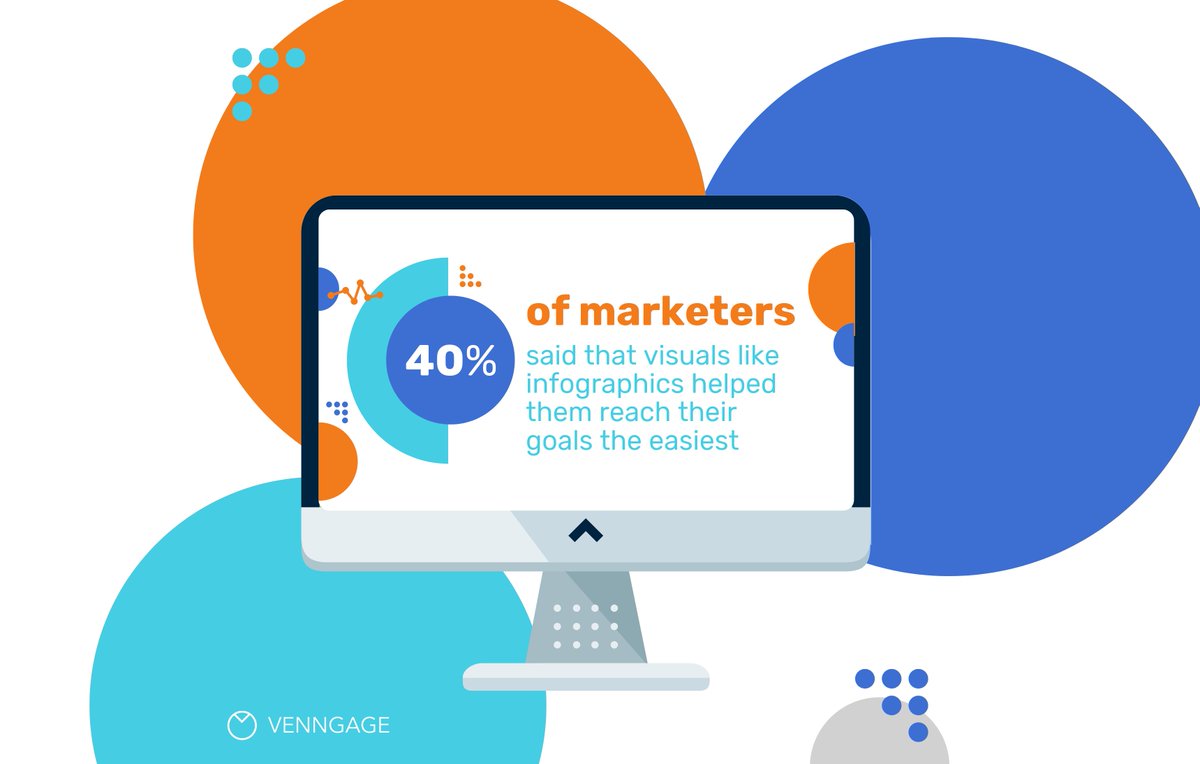 40%
of marketers
said that visuals like
infographics helped
them reach their
goals the easiest
VENNGAGE